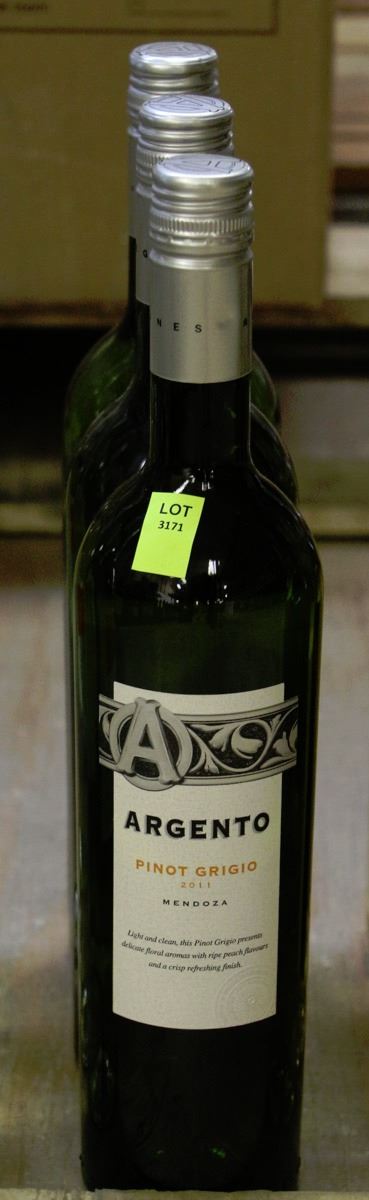 NES
LOT
3171
A
ARGENTO
PINOT GRIGIO
2011
MENDOZA
Light and clean, this Pinot Grigio presents
delicate floral aromas with ripe peach flavours
and a crisp refreshing finish.